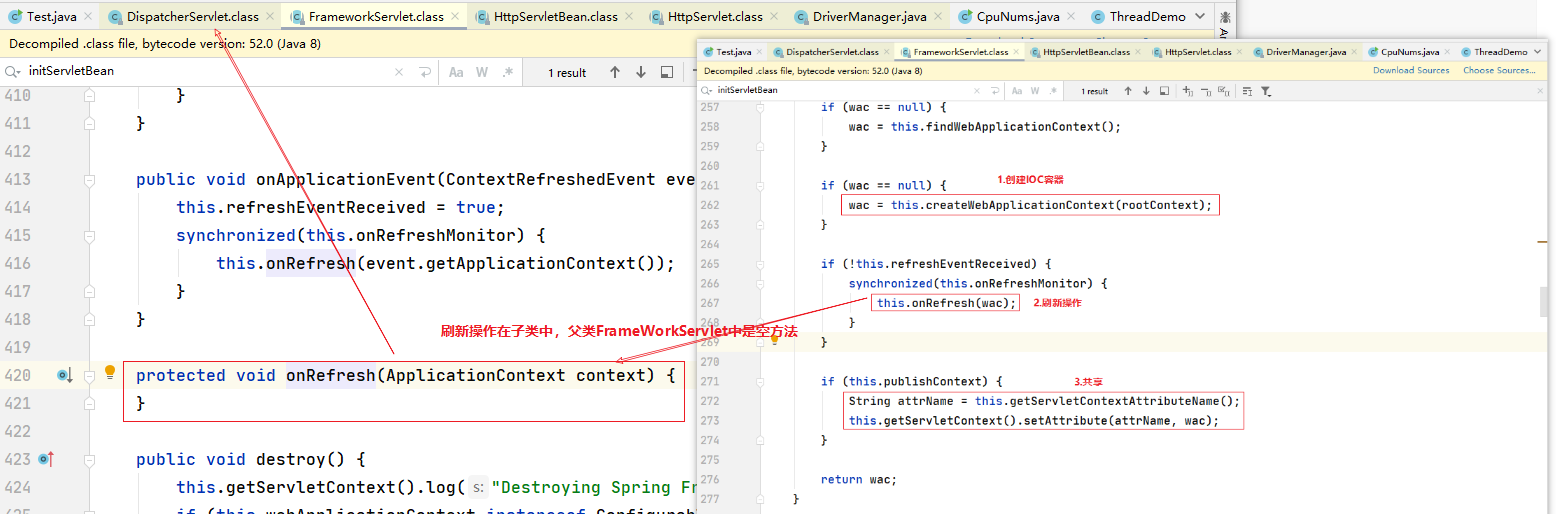 Test.java DispatcherServlet.class FrameworkServlet.class HttpServletBean.class HttpServlet.class DriverManager.java CpuNums.java ThreadDemo
Decompiled .class file, bytecode version: 52.0 (Java 8)
initServletBean Aa W .* 1 result
410 }
411 }
412
413 public void onApplicationEvent(ContextRefreshedEvent eve
414 this.refreshEventReceived = true;
415 synchronized(this.onRefreshMonitor) {
416 this.onRefresh(event.getApplicationContext());
417 }
418 }
419
刷新操作在子类中，父类FrameWorkServlet中是空方法
420 protected void onRefresh(ApplicationContext context) {
421 }
422
423 public void destroy() {
424 this.getServletContext().log( s: "Destroying Spring Fr
Test.java DispatcherServlet.class FrameworkServlet.class HttpServletBean.class HttpServlet.class DriverManager.java CpuNums.java ThreadDemo
Decompiled .class file, bytecode version: 52.0 (Java 8) Download Sources Choose Sources...
initServletBean Aa W .* 1 result
257 if (wac == null) {
258 wac = this.findWebApplicationContext();
259 }
260
261 if (wac == null) {
1.创建IOC容器
262 wac = this.createWebApplicationContext(rootContext);
263 }
264
265 if (!this.refreshEventReceived) {
266 synchronized(this.onRefreshMonitor) {
267 this.onRefresh(wac); 2.刷新操作
268 }
269 }
270
271 if (this.publishContext) { 3.共享
272 String attrName = this.getServletContextAttributeName();
273 this.getServletContext().setAttribute(attrName, wac);
274 }
275
276 return wac;
277 }